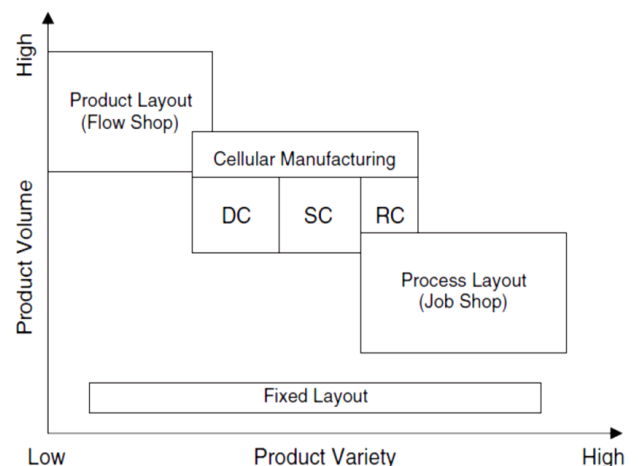 High
Product Layout
(Flow Shop)
Cellular Manufacturing
DC
SC
RC
Product Volume
Process Layout
(Job Shop)
Fixed Layout
Low
Product Variety
High